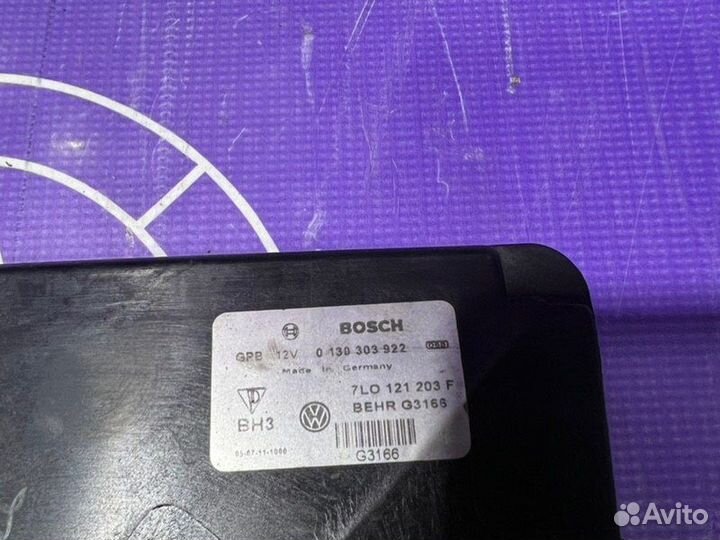 BOSCH
GPB 12V 0 130 303 922
Made in Germany
7L0 121 203 F
BEHR G3166
BH3
G3166
Avito